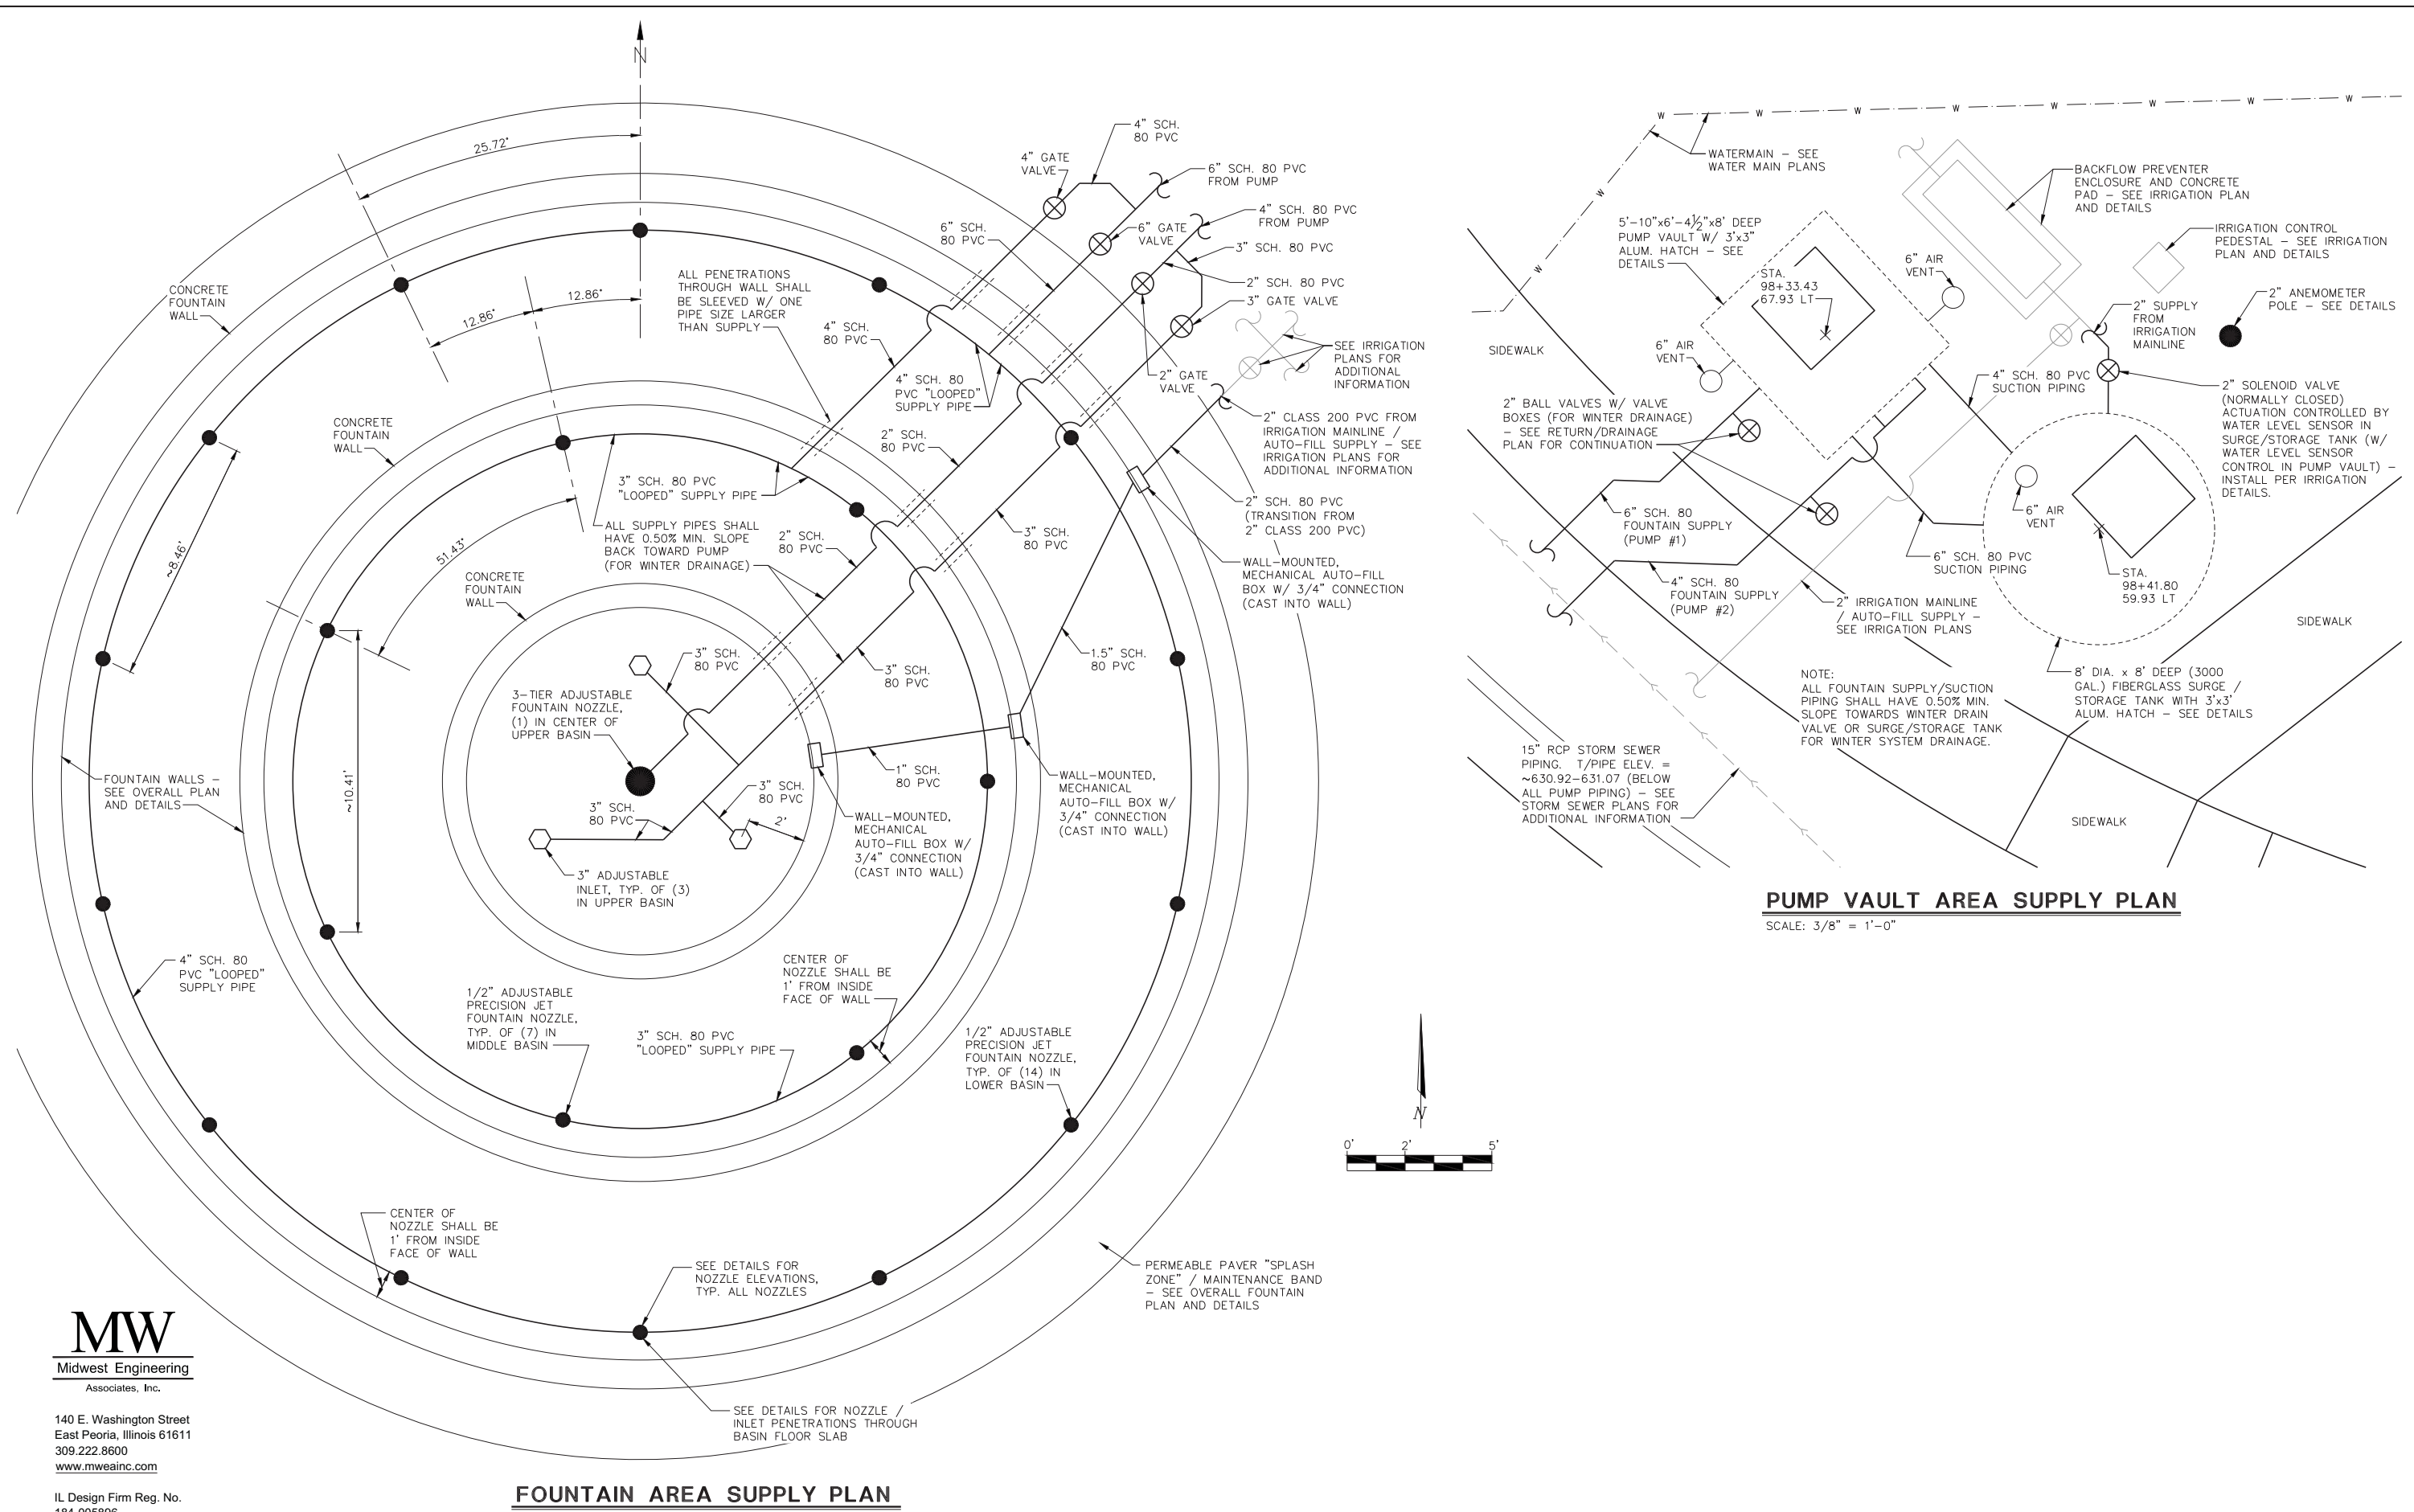 N
25.72°
12.86°
12.86°
51.43°
~8.46'
~10.41'
CONCRETE
FOUNTAIN
WALL
CONCRETE
FOUNTAIN
WALL
CONCRETE
FOUNTAIN
WALL
ALL PENETRATIONS
THROUGH WALL SHALL
BE SLEEVED W/ ONE
PIPE SIZE LARGER
THAN SUPPLY
4" GATE
VALVE
4" SCH.
80 PVC
6" SCH. 80 PVC
FROM PUMP
6" SCH.
80 PVC
6" GATE
VALVE
4" SCH. 80 PVC
FROM PUMP
3" SCH. 80 PVC
2" SCH. 80 PVC
3" GATE VALVE
4" SCH.
80 PVC
4" SCH. 80
PVC "LOOPED"
SUPPLY PIPE
2" GATE
VALVE
SEE IRRIGATION
PLANS FOR
ADDITIONAL
INFORMATION
2" CLASS 200 PVC FROM
IRRIGATION MAINLINE /
AUTO-FILL SUPPLY - SEE
IRRIGATION PLANS FOR
ADDITIONAL INFORMATION
2" SCH.
80 PVC
3" SCH. 80 PVC
"LOOPED" SUPPLY PIPE
2" SCH. 80 PVC
(TRANSITION FROM
2" CLASS 200 PVC)
ALL SUPPLY PIPES SHALL
HAVE 0.50% MIN. SLOPE
BACK TOWARD PUMP
(FOR WINTER DRAINAGE)
2" SCH.
80 PVC
3" SCH.
80 PVC
WALL-MOUNTED,
MECHANICAL AUTO-FILL
BOX W/ 3/4" CONNECTION
(CAST INTO WALL)
3" SCH.
80 PVC
3" SCH.
80 PVC
1.5" SCH.
80 PVC
3-TIER ADJUSTABLE
FOUNTAIN NOZZLE,
(1) IN CENTER OF
UPPER BASIN
FOUNTAIN WALLS -
SEE OVERALL PLAN
AND DETAILS
3" SCH.
80 PVC
3" SCH.
80 PVC
2'
1" SCH.
80 PVC
WALL-MOUNTED,
MECHANICAL
AUTO-FILL BOX W/
3/4" CONNECTION
(CAST INTO WALL)
WALL-MOUNTED,
MECHANICAL
AUTO-FILL BOX W/
3/4" CONNECTION
(CAST INTO WALL)
3" ADJUSTABLE
INLET, TYP. OF (3)
IN UPPER BASIN
4" SCH. 80
PVC "LOOPED"
SUPPLY PIPE
1/2" ADJUSTABLE
PRECISION JET
FOUNTAIN NOZZLE,
TYP. OF (7) IN
MIDDLE BASIN
3" SCH. 80 PVC
"LOOPED" SUPPLY PIPE
CENTER OF
NOZZLE SHALL BE
1' FROM INSIDE
FACE OF WALL
1/2" ADJUSTABLE
PRECISION JET
FOUNTAIN NOZZLE,
TYP. OF (14) IN
LOWER BASIN
CENTER OF
NOZZLE SHALL BE
1' FROM INSIDE
FACE OF WALL
SEE DETAILS FOR
NOZZLE ELEVATIONS,
TYP. ALL NOZZLES
PERMEABLE PAVER "SPLASH
ZONE" / MAINTENANCE BAND
- SEE OVERALL FOUNTAIN
PLAN AND DETAILS
SEE DETAILS FOR NOZZLE /
INLET PENETRATIONS THROUGH
BASIN FLOOR SLAB
FOUNTAIN AREA SUPPLY PLAN
MW
Midwest Engineering
Associates, Inc.
140 E. Washington Street
East Peoria, Illinois 61611
309.222.8600
www.mweainc.com
IL Design Firm Reg. No.
N
0' 2' 5'
W W W W W W W W
W
W
WATERMAIN - SEE
WATER MAIN PLANS
BACKFLOW PREVENTER
ENCLOSURE AND CONCRETE
PAD - SEE IRRIGATION PLAN
AND DETAILS
5'-10"x6'-4½"x8' DEEP
PUMP VAULT W/ 3'x3'
ALUM. HATCH - SEE
DETAILS
IRRIGATION CONTROL
PEDESTAL - SEE IRRIGATION
PLAN AND DETAILS
STA.
98+33.43
67.93 LT
6" AIR
VENT
2" ANEMOMETER
POLE - SEE DETAILS
2" SUPPLY
FROM
IRRIGATION
MAINLINE
SIDEWALK
6" AIR
VENT
4" SCH. 80 PVC
SUCTION PIPING
2" BALL VALVES W/ VALVE
BOXES (FOR WINTER DRAINAGE)
- SEE RETURN/DRAINAGE
PLAN FOR CONTINUATION
2" SOLENOID VALVE
(NORMALLY CLOSED)
ACTUATION CONTROLLED BY
WATER LEVEL SENSOR IN
SURGE/STORAGE TANK (W/
WATER LEVEL SENSOR
CONTROL IN PUMP VAULT) -
INSTALL PER IRRIGATION
DETAILS.
6" SCH. 80
FOUNTAIN SUPPLY
(PUMP #1)
6" AIR
VENT
6" SCH. 80 PVC
SUCTION PIPING
4" SCH. 80
FOUNTAIN SUPPLY
(PUMP #2)
STA.
98+41.80
59.93 LT
2" IRRIGATION MAINLINE
/ AUTO-FILL SUPPLY -
SEE IRRIGATION PLANS
SIDEWALK
NOTE:
ALL FOUNTAIN SUPPLY/SUCTION
PIPING SHALL HAVE 0.50% MIN.
SLOPE TOWARDS WINTER DRAIN
VALVE OR SURGE/STORAGE TANK
FOR WINTER SYSTEM DRAINAGE.
8' DIA. x 8' DEEP (3000
GAL.) FIBERGLASS SURGE /
STORAGE TANK WITH 3'x3'
ALUM. HATCH - SEE DETAILS
15" RCP STORM SEWER
PIPING. T/PIPE ELEV. =
~630.92-631.07 (BELOW
ALL PUMP PIPING) - SEE
STORM SEWER PLANS FOR
ADDITIONAL INFORMATION
SIDEWALK
PUMP VAULT AREA SUPPLY PLAN
SCALE: 3/8" = 1'-0"